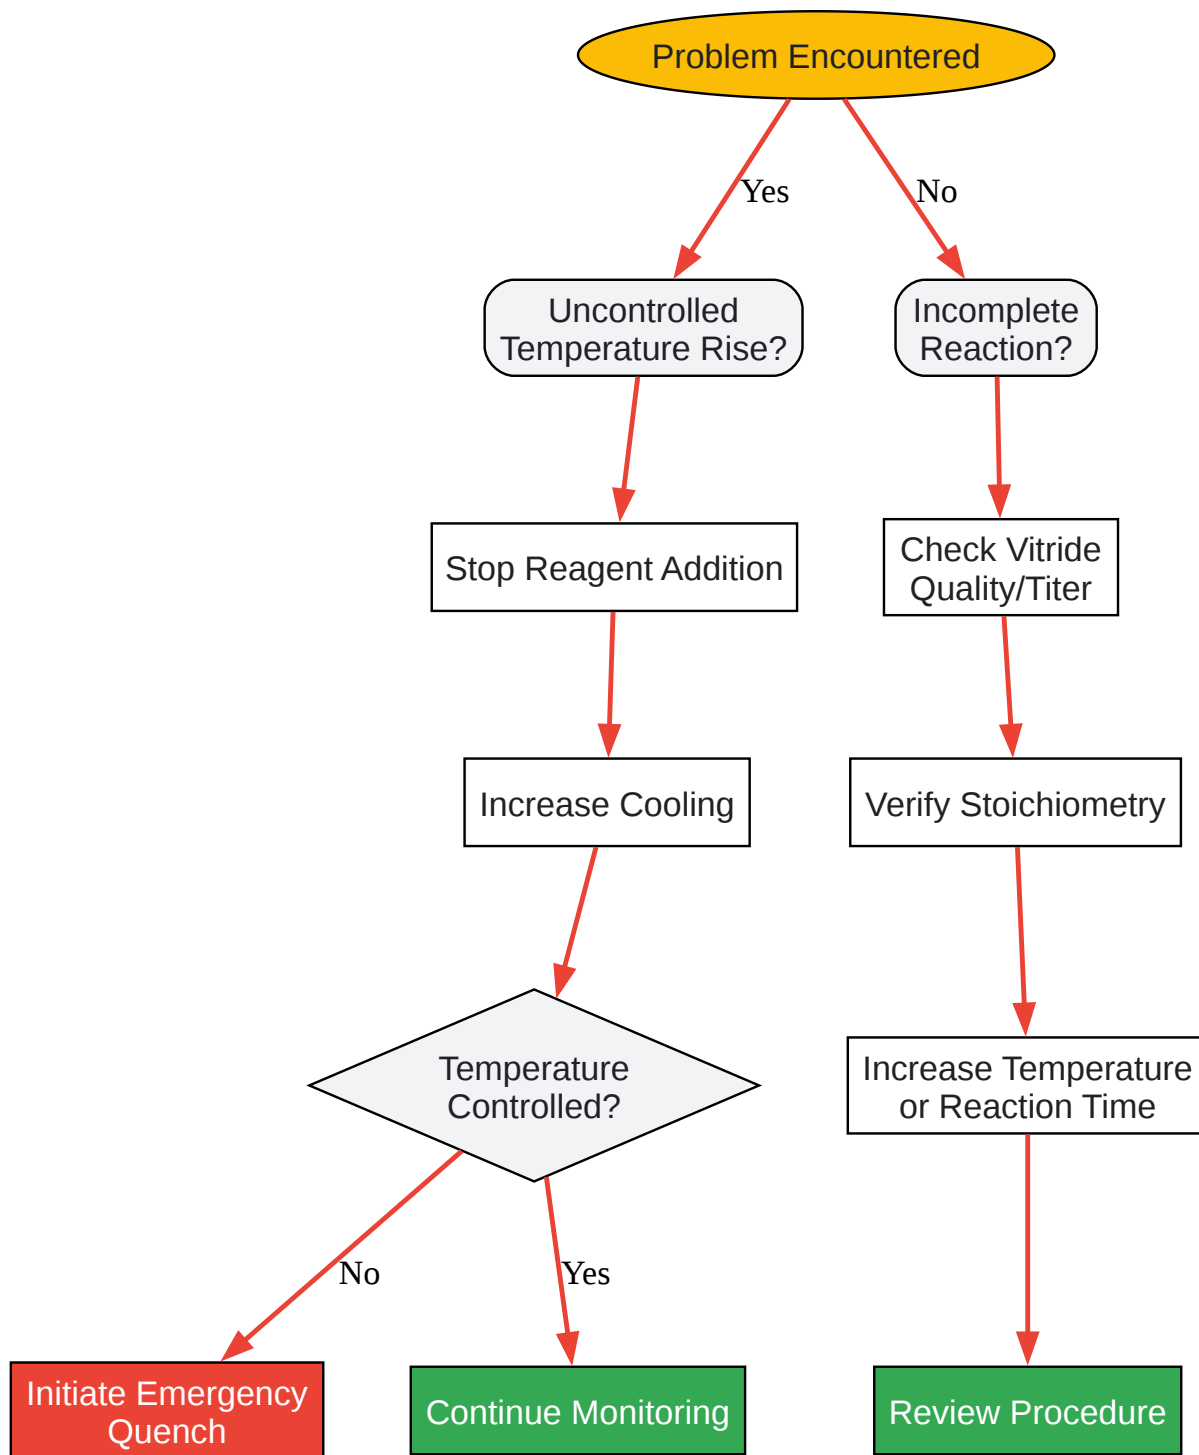 Problem Encountered
Yes
No
Uncontrolled
Temperature Rise?
Incomplete
Reaction?
Stop Reagent Addition
Check Vitride
Quality/Titer
Increase Cooling
Verify Stoichiometry
Temperature
Controlled?
Increase Temperature
or Reaction Time
No
Yes
Initiate Emergency
Quench
Continue Monitoring
Review Procedure